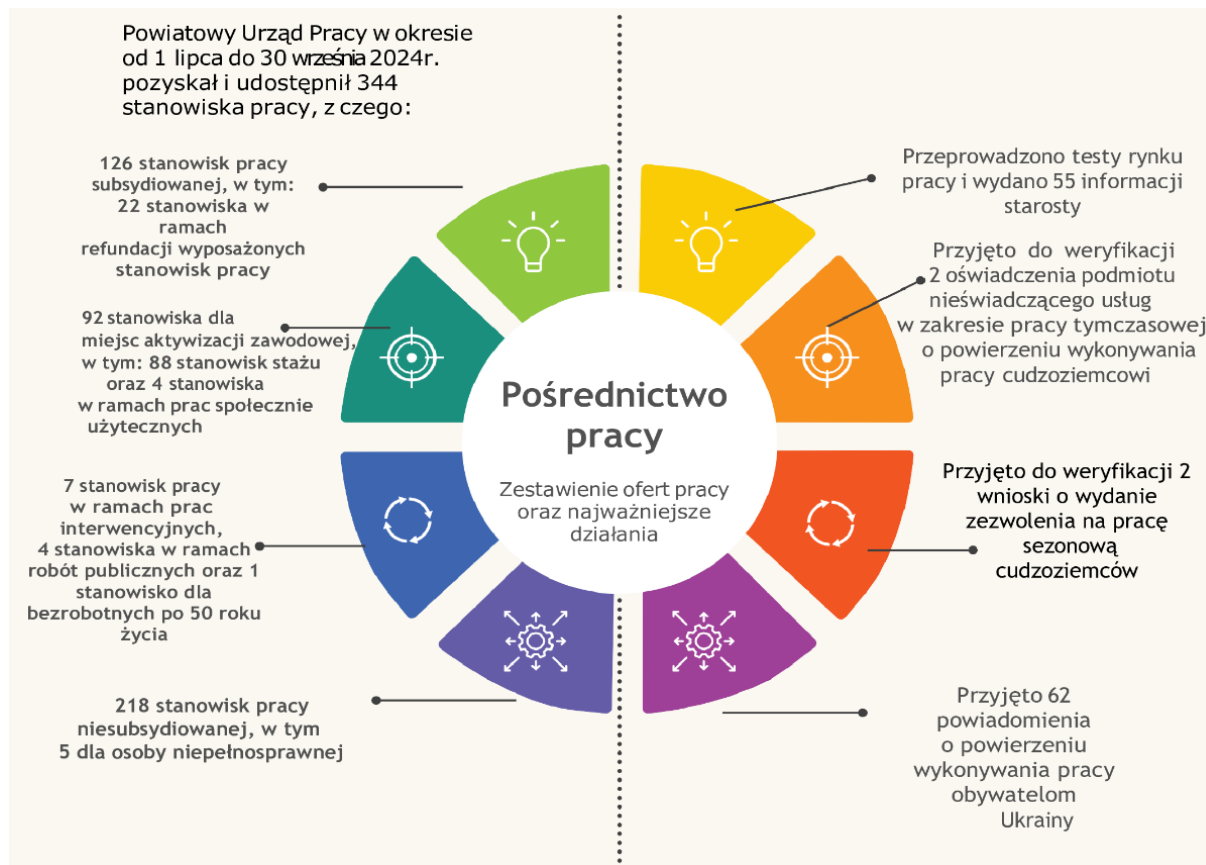 Powiatowy Urząd Pracy w okresie
od 1 lipca do 30 września 2024r.
pozyskał i udostępnił 344
stanowiska pracy, z czego:
126 stanowisk pracy
subsydiowanej, w tym:
22 stanowiska w
ramach
refundacji wyposażonych
stanowisk pracy
92 stanowiska dla
miejsc aktywizacji zawodowej,
w tym: 88 stanowisk stażu
oraz 4 stanowiska
w ramach prac społecznie
użytecznych
7 stanowisk pracy
w ramach prac
interwencyjnych,
4 stanowiska w ramach
robót publicznych oraz 1
stanowisko dla
bezrobotnych po 50 roku
życia
218 stanowisk pracy
niesubsydiowanej, w tym
5 dla osoby niepełnosprawnej
Pośrednictwo
pracy
Zestawienie ofert pracy
oraz najważniejsze
działania
Przeprowadzono testy rynku
pracy i wydano 55 informacji
starosty
Przyjęto do weryfikacji
2 oświadczenia podmiotu
nieświadczącego usług
w zakresie pracy tymczasowej
o powierzeniu wykonywania
pracy cudzoziemcowi
Przyjęto do weryfikacji 2
wnioski o wydanie
zezwolenia na pracę
sezonową
cudzoziemców
Przyjęto 62
powiadomienia
o powierzeniu
wykonywania pracy
obywatelom
Ukrainy